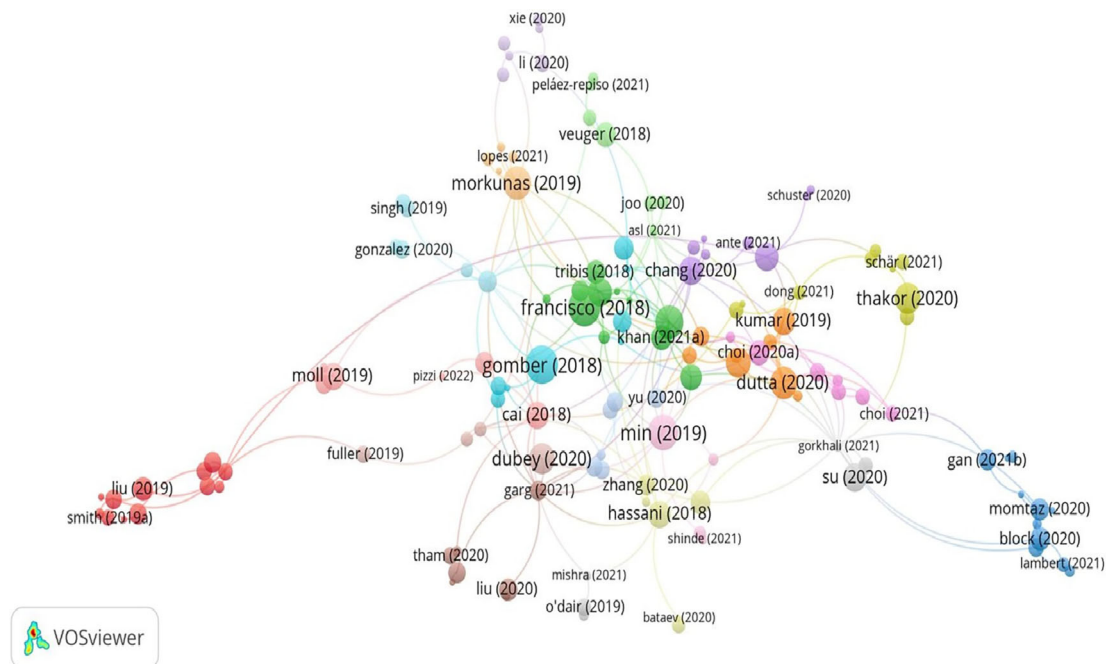 xie (2020)
li (2020)
peláez-repiso (2021)
veuger (2018)
lopes (2021)
morkunas (2019)
schuster (2020)
singh (2019)
joo (2020)
asl (2021)
gonzalez (2020)
ante (2021)
schär (2021)
tribis (2018)
chang (2020)
dong (2021)
thakor (2020)
francisco (2018)
kumar (2019)
khan (2021a)
choi (2020a)
gomber (2018)
moll (2019)
pizzi (2022)
dutta (2020)
yu (2020)
cai (2018)
choi (2021)
min (2019)
gorkhali (2021)
fuller (2019)
dubey (2020)
gan (2021b)
su (2020)
liu (2019)
garg (2021)
zhang (2020)
smith (2019a)
hassani (2018)
momtaz (2020)
shinde (2021)
block (2020)
tham (2020)
lambert (2021)
mishra (2021)
liu (2020)
o'dair (2019)
bataev (2020)
VOSviewer